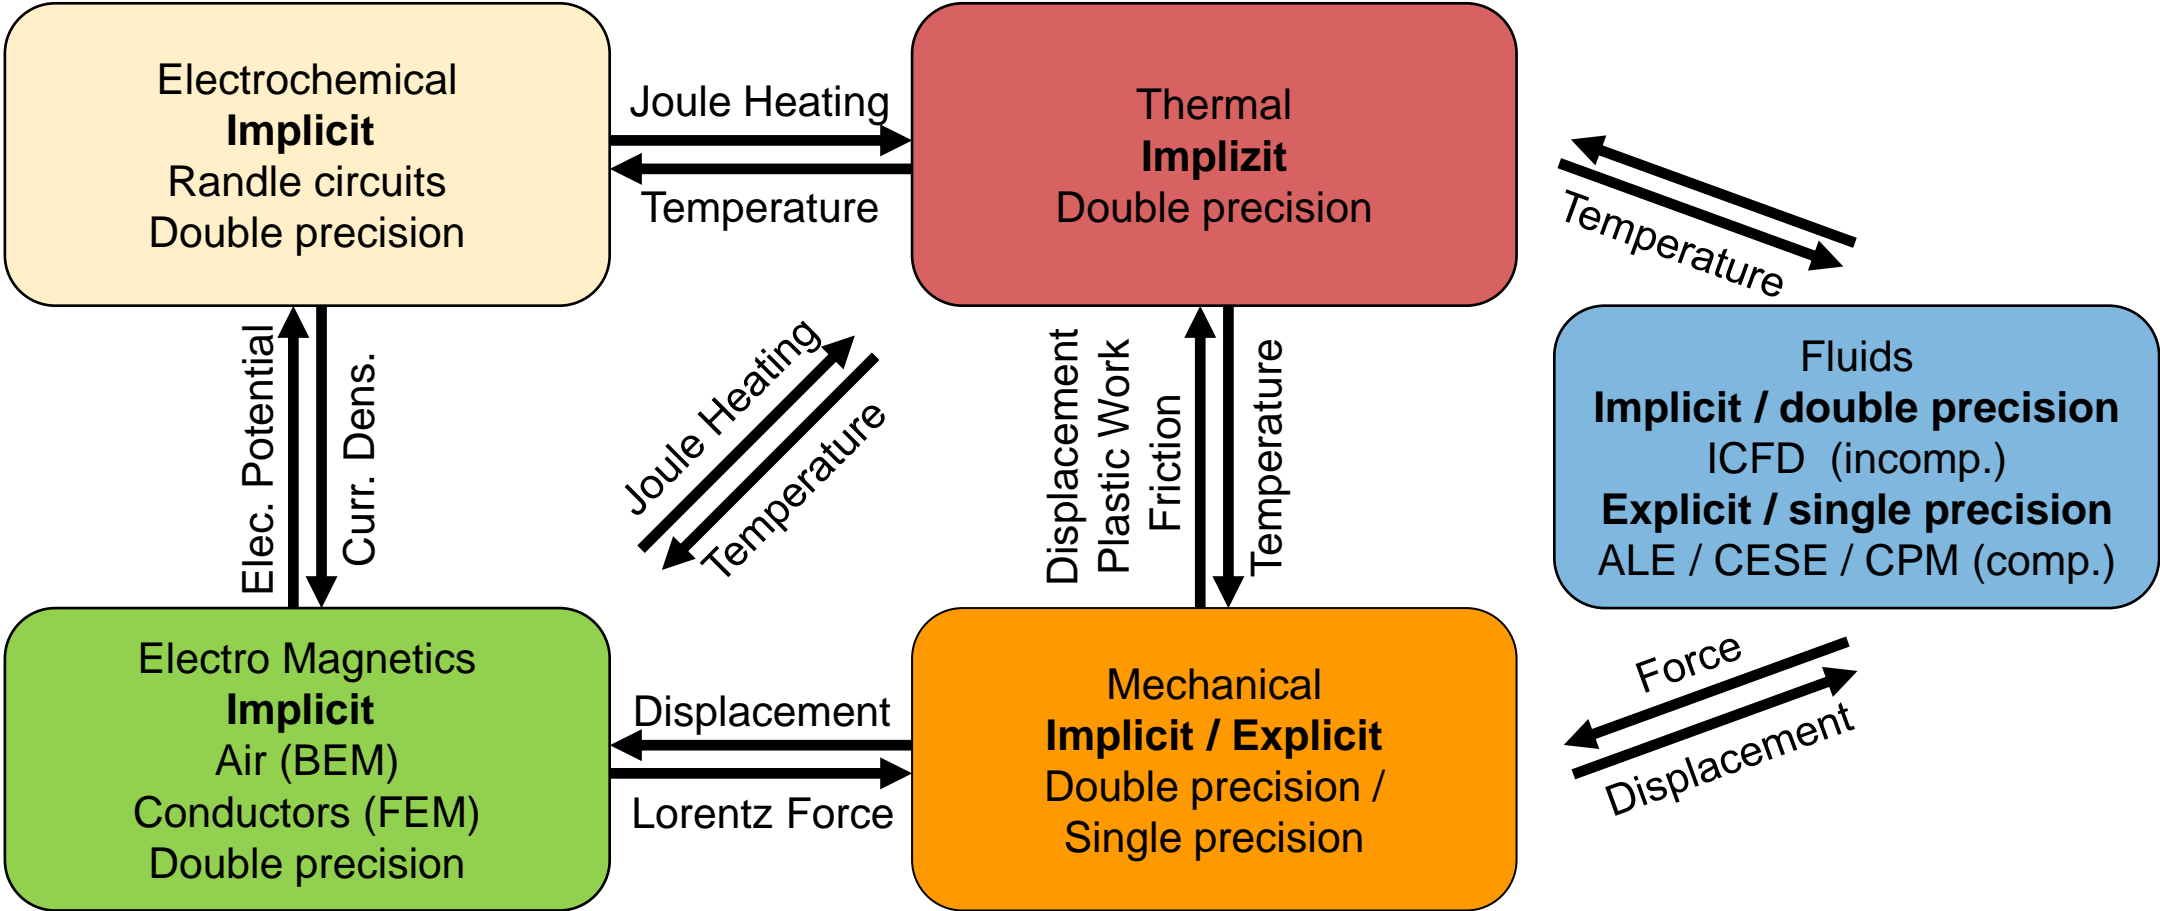 Electrochemical
Implicit
Randle circuits
Double precision
Joule Heating
Temperature
Thermal
Implizit
Double precision
Temperature
Elec. Potential
Curr. Dens.
Joule Heating
Temperature
Displacement
Plastic Work
Friction
Temperature
Fluids
Implicit / double precision
ICFD (incomp.)
Explicit / single precision
ALE / CESE / CPM (comp.)
Electro Magnetics
Implicit
Air (BEM)
Conductors (FEM)
Double precision
Displacement
Lorentz Force
Mechanical
Implicit / Explicit
Double precision /
Single precision
Force
Displacement